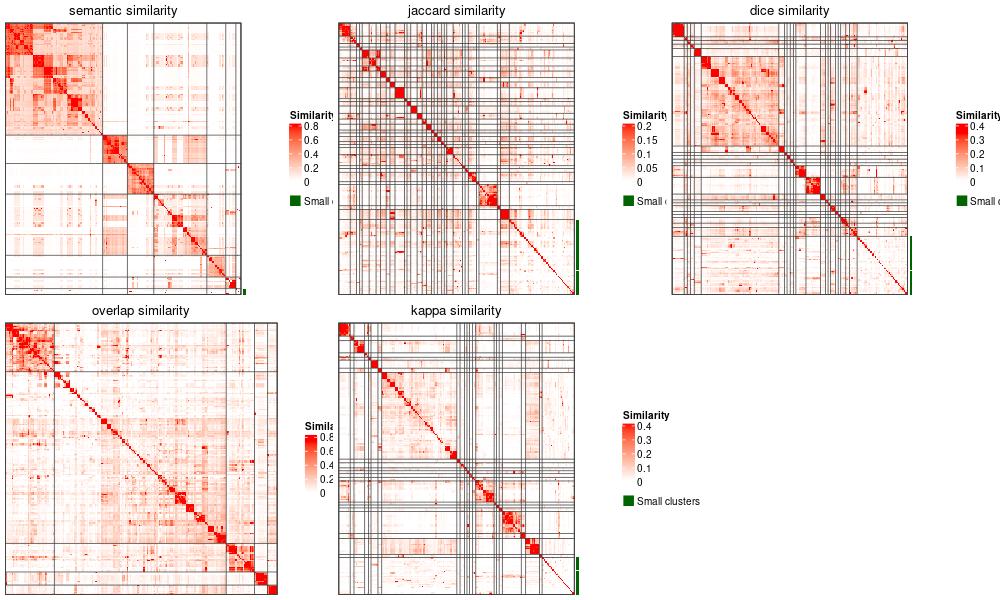 semantic similarity
Similarity
0.8
0.6
0.4
0.2
0
Small
jaccard similarity
Similarity
0.2
0.15
0.1
0.05
0
Small
dice similarity
Similarity
0.4
0.3
0.2
0.1
0
Small
overlap similarity
0.8
0.6
0.4
0.2
0
kappa similarity
Similarity
0.4
0.3
0.2
0.1
0
Small clusters